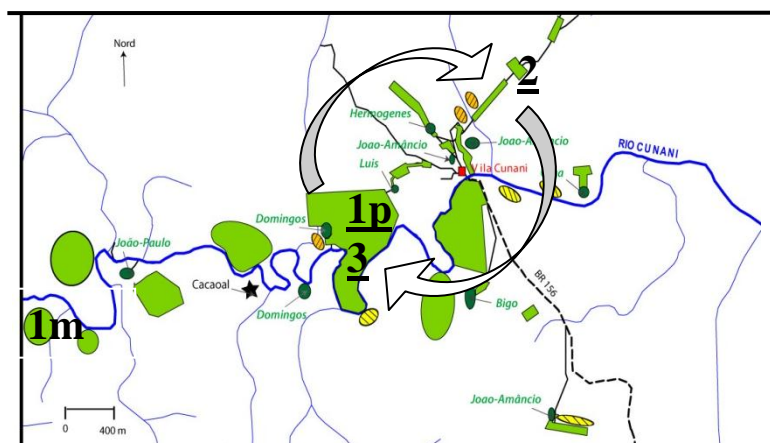 Nord
2
Hermogenes
Joao-Amâncio
Joao-Amâncio
RIO CUNANI
Luis
Vila Cunani
1p
Domingos
João-Paulo
3
Cacaoal
BR 156
Domingos
Bigo
1m
Joao-Amâncio
0 400 m